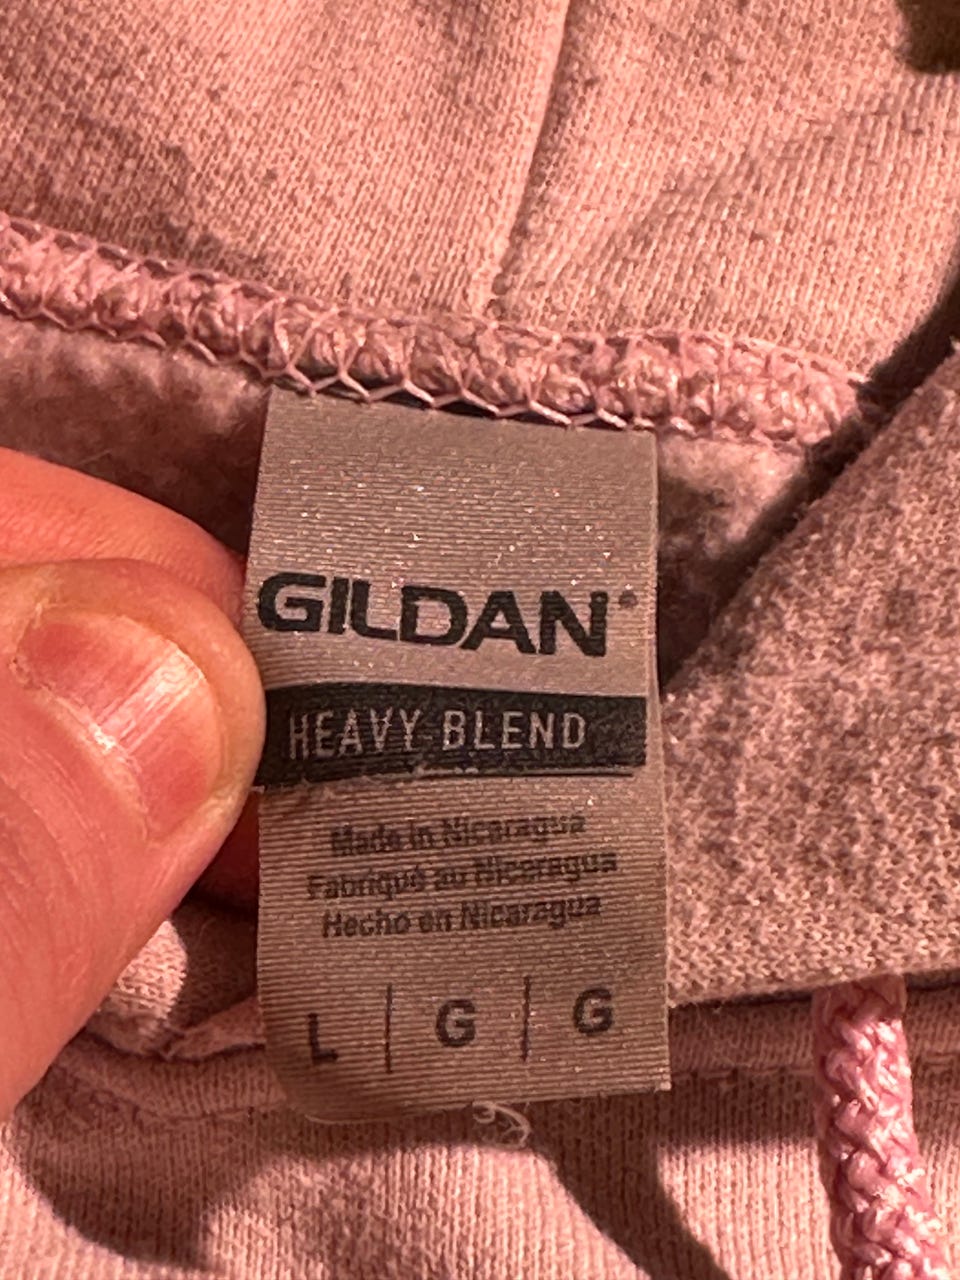 GILDAN®
HEAVY BLEND
Made in Nicaragua
Fabriqué au Nicaragua
Hecho en Nicaragua
L | G | G